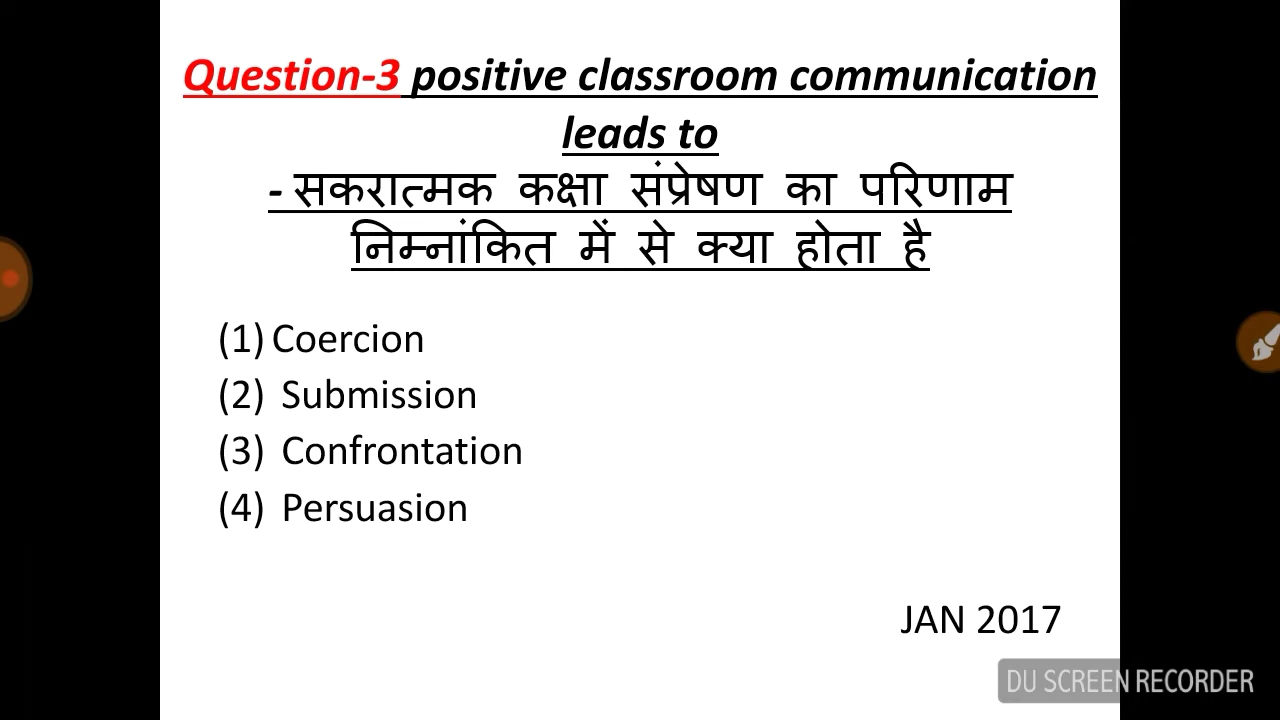 Question-3 positive classroom communication
leads to
- सकरात्मक कक्षा संप्रेषण का परिणाम
निम्नांकित में से क्या होता है
(1) Coercion
(2) Submission
(3) Confrontation
(4) Persuasion
JAN 2017
DU SCREEN RECORDER